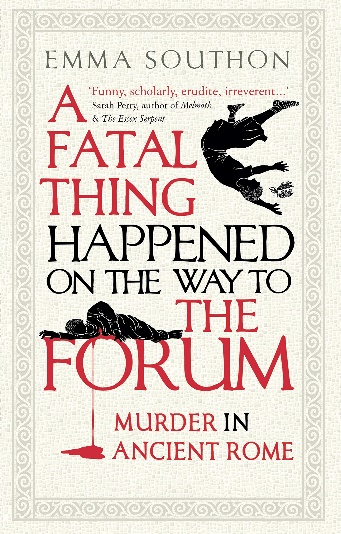 EMMA SOUTHON
'Funny, scholarly, erudite, irreverent...'
Sarah Perry, author of Melmoth
& The Essex Serpent
A
FATAL
THING
HAPPENED
ON THE WAY TO
THE
FORUM
MURDER IN
ANCIENT ROME